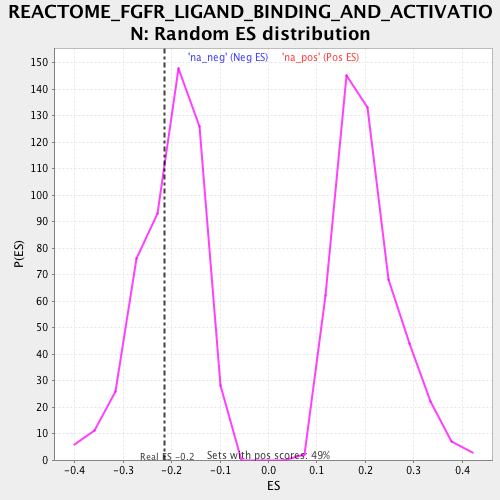 REACTOME_FGFR_LIGAND_BINDING_AND_ACTIVATIO
N: Random ES distribution
'na_neg' (Neg ES) 'na_pos' (Pos ES)
150
140
130
120
110
100
90
80
70
60
50
40
30
20
10
0
P(ES)
Real ES -0.2 Sets with pos scores: 49%
-0.4 -0.3 -0.2 -0.1 0.0 0.1 0.2 0.3 0.4
ES